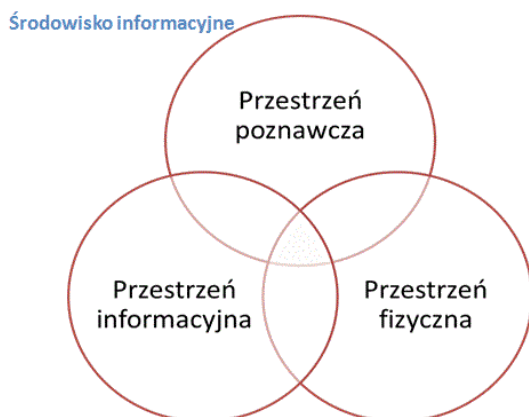 Środowisko informacyjne
Przestrzeń
poznawcza
Przestrzeń
informacyjna
Przestrzeń
fizyczna